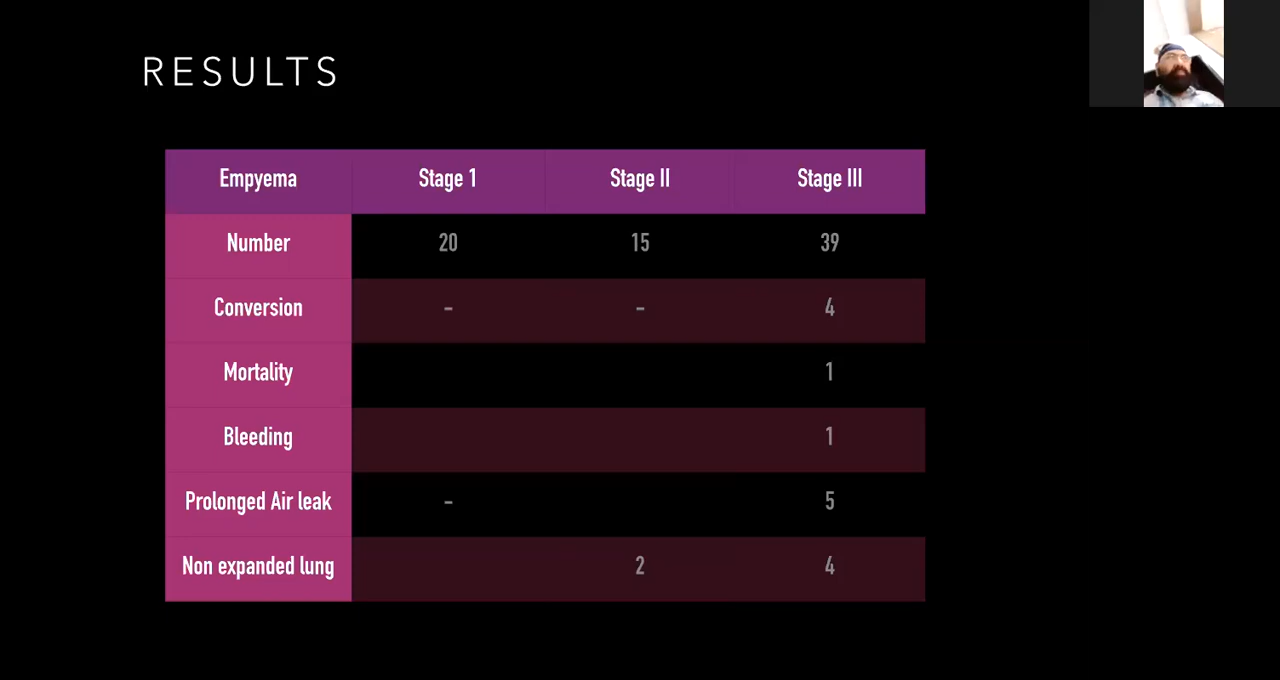 RESULTS
Empyema Stage 1 Stage II Stage III
Number 20 15 39
Conversion - - 4
Mortality 1
Bleeding 1
Prolonged Air leak - 5
Non expanded lung 2 4